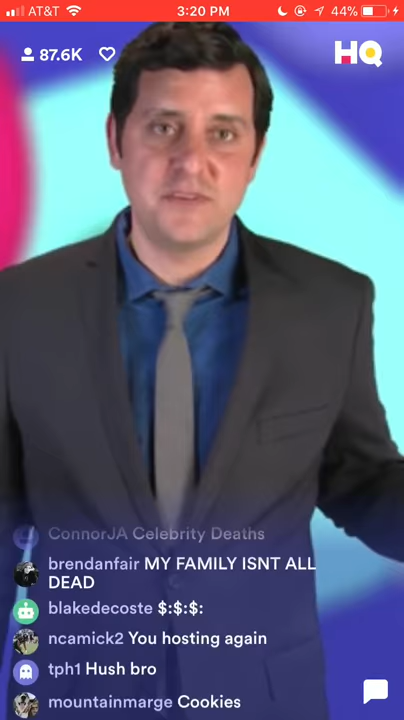 AT&T 3:20 PM 44%
87.6K HQ
ConnorJA Celebrity Deaths
brendanfair MY FAMILY ISNT ALL
DEAD
blakedecoste $:$:$:
ncamick2 You hosting again
tph1 Hush bro
mountainmarge Cookies